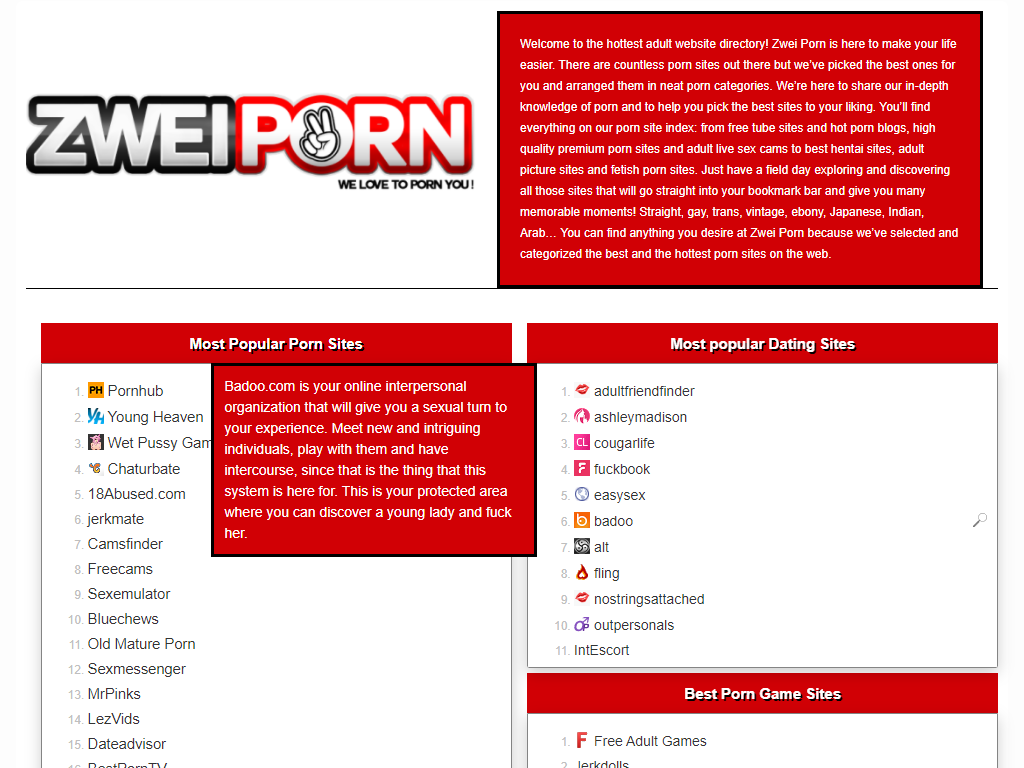 ZWEIPORN
WE LOVE TO PORN YOU !
Welcome to the hottest adult website directory! Zwei Porn is here to make your life
easier. There are countless porn sites out there but we've picked the best ones for
you and arranged them in neat porn categories. We're here to share our in-depth
knowledge of porn and to help you pick the best sites to your liking. You'll find
everything on our porn site index: from free tube sites and hot porn blogs, high
quality premium porn sites and adult live sex cams to best hentai sites, adult
picture sites and fetish porn sites. Just have a field day exploring and discovering
all those sites that will go straight into your bookmark bar and give you many
memorable moments! Straight, gay, trans, vintage, ebony, Japanese, Indian,
Arab... You can find anything you desire at Zwei Porn because we've selected and
categorized the best and the hottest porn sites on the web.
Most Popular Porn Sites
1. PH Pornhub
2. YH Young Heaven
3. Wet Pussy Gam
4. Chaturbate
5. 18Abused.com
6. jerkmate
7. Camsfinder
8. Freecams
9. Sexemulator
10. Bluechews
11. Old Mature Porn
12. Sexmessenger
13. MrPinks
14. LezVids
15. Dateadvisor
16. BestPornTV
Badoo.com is your online interpersonal
organization that will give you a sexual turn to
your experience. Meet new and intriguing
individuals, play with them and have
intercourse, since that is the thing that this
system is here for. This is your protected area
where you can discover a young lady and fuck
her.
Most popular Dating Sites
1. adultfriendfinder
2. ashleymadison
3. CL cougarlife
4. F fuckbook
5. easysex
6. b badoo
7. alt
8. fling
9. nostringsattached
10. outpersonals
11. IntEscort
Best Porn Game Sites
1. F Free Adult Games
2. Jerkdolls